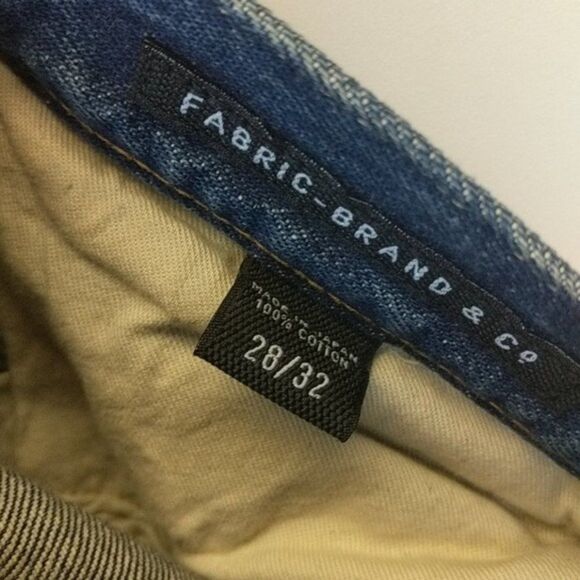 FABRIC-BRAND & Co
MADE IN JAPAN
100% COTTON
28/32